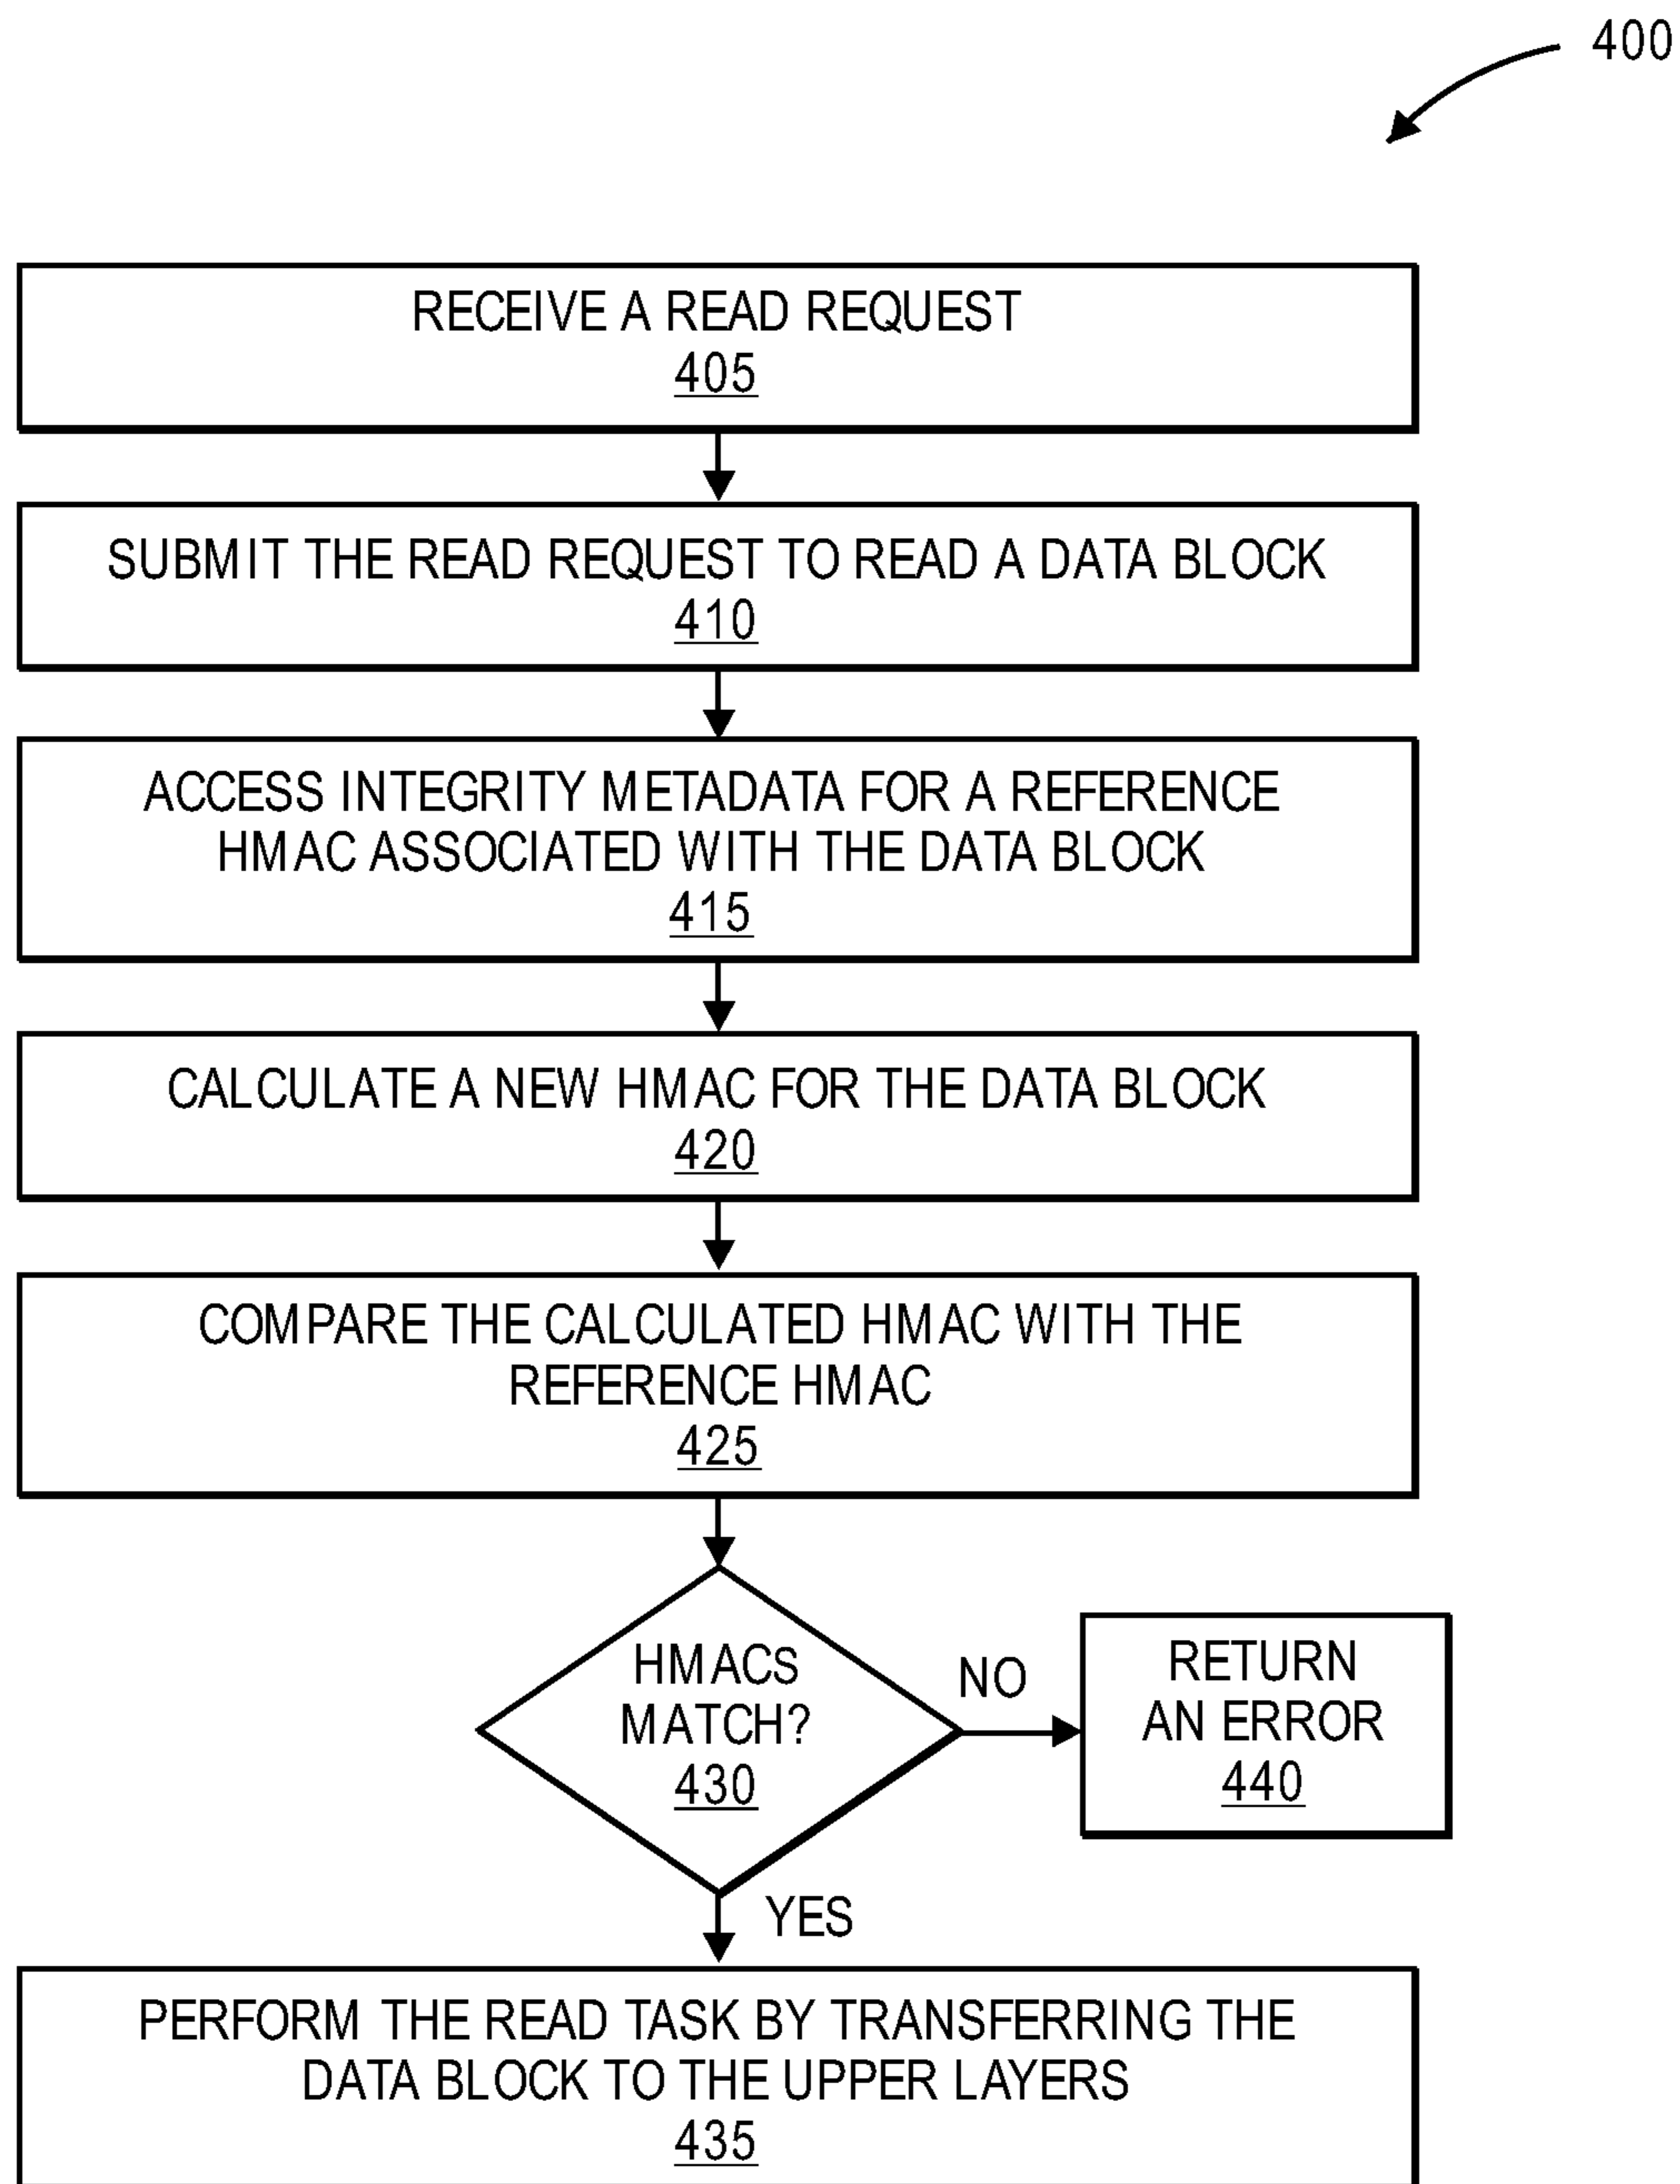 400
RECEIVE A READ REQUEST
405
SUBMIT THE READ REQUEST TO READ A DATA BLOCK
410
ACCESS INTEGRITY METADATA FOR A REFERENCE
HMAC ASSOCIATED WITH THE DATA BLOCK
415
CALCULATE A NEW HMAC FOR THE DATA BLOCK
420
COMPARE THE CALCULATED HMAC WITH THE
REFERENCE HMAC
425
HMACS
MATCH?
430
NO
RETURN
AN ERROR
440
YES
PERFORM THE READ TASK BY TRANSFERRING THE
DATA BLOCK TO THE UPPER LAYERS
435